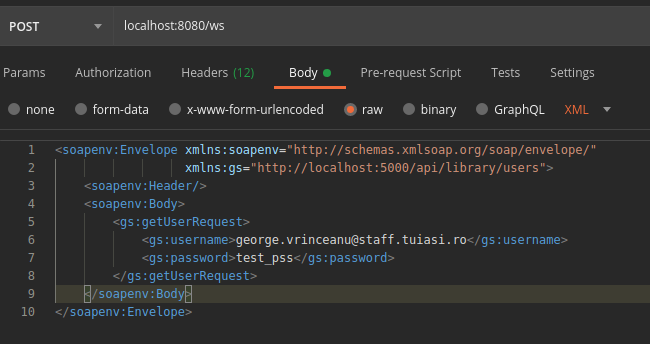 POST localhost:8080/ws
Params Authorization Headers (12) Body Pre-request Script Tests Settings
none form-data x-www-form-urlencoded raw binary GraphQL XML
1 <soapenv:Envelope xmlns:soapenv="http://schemas.xmlsoap.org/soap/envelope/"
2 xmlns:gs="http://localhost:5000/api/library/users">
3 <soapenv:Header/>
4 <soapenv:Body>
5 <gs:getUserRequest>
6 <gs:username>george.vrinceanu@staff.tuiasi.ro</gs:username>
7 <gs:password>test_pss</gs:password>
8 </gs:getUserRequest>
9 </soapenv:Body>
10 </soapenv:Envelope>